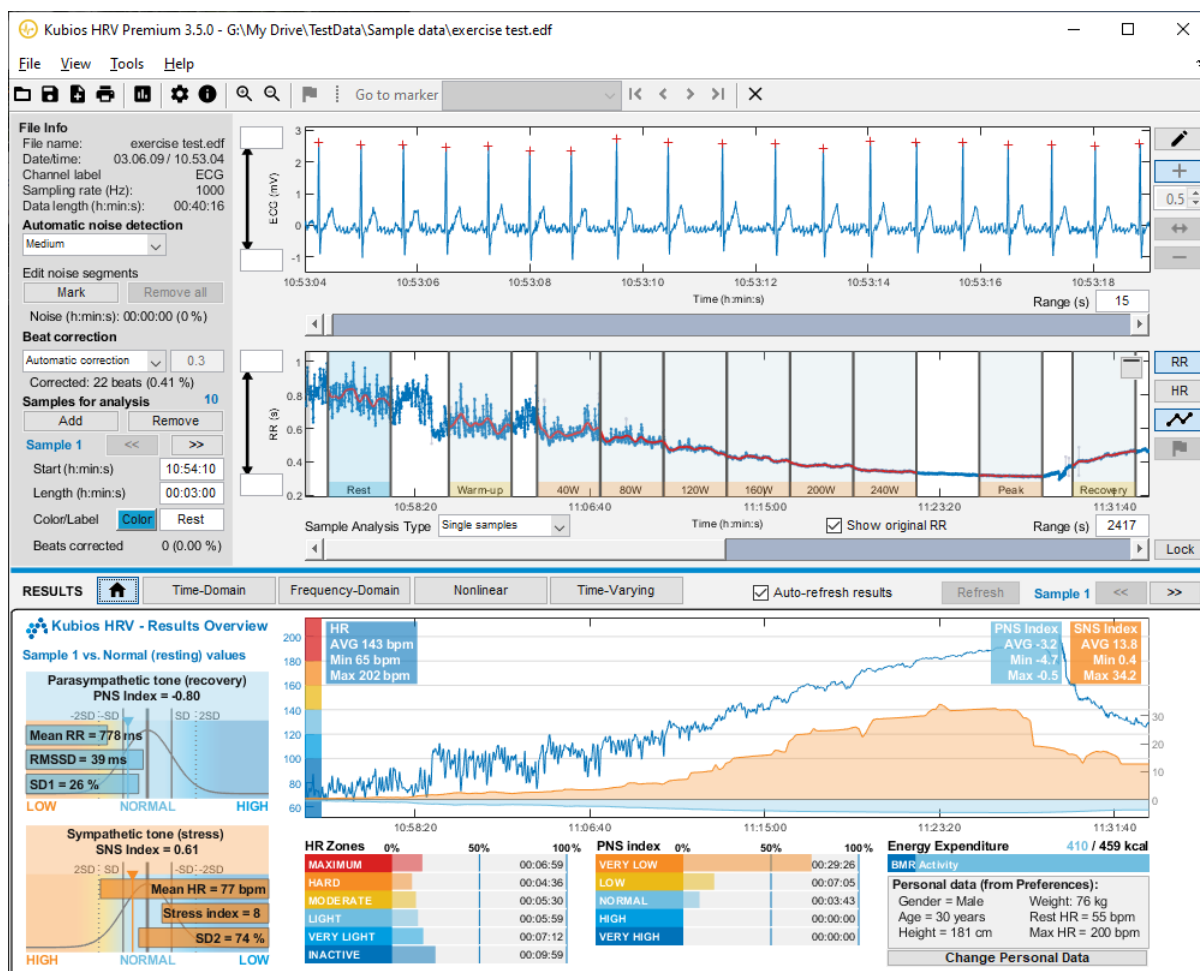 Kubios HRV Premium 3.5.0 - G:\My Drive\TestData\Sample data\exercise test.edf
File View Tools Help
Go to marker
File Info
File name: exercise test.edf
Date/time: 03.06.09 / 10.53.04
Channel label ECG
Sampling rate (Hz): 1000
Data length (h:min:s): 00:40:16
Automatic noise detection
Medium
Edit noise segments
Mark Remove all
Noise (h:min:s): 00:00:00 (0 %)
Beat correction
Automatic correction 0.3
Corrected: 22 beats (0.41 %)
Samples for analysis 10
Add Remove
Sample 1 << >>
Start (h:min:s) 10:54:10
Length (h:min:s) 00:03:00
Color/Label Color Rest
Beats corrected 0 (0.00 %)
ECG (mV)
3
2
1
0
-1
10:53:04 10:53:06 10:53:08 10:53:10 10:53:12 10:53:14 10:53:16 10:53:18
Time (h:min:s)
Range (s) 15
0.5
RR (s)
1
0.8
0.6
0.4
0.2
Rest Warm-up 40W 80W 120W 160W 200W 240W Peak Recovery
10:58:20 11:06:40 11:15:00 11:23:20 11:31:40
Sample Analysis Type Single samples Time (h:min:s) Show original RR Range (s) 2417
RR
HR
Lock
RESULTS Time-Domain Frequency-Domain Nonlinear Time-Varying Auto-refresh results Refresh Sample 1 << >>
Kubios HRV - Results Overview
Sample 1 vs. Normal (resting) values
Parasympathetic tone (recovery)
PNS Index = -0.80
-2SD -SD SD 2SD
Mean RR = 778 ms
RMSSD = 39 ms
SD1 = 26 %
LOW NORMAL HIGH
Sympathetic tone (stress)
SNS Index = 0.61
2SD SD -SD -2SD
Mean HR = 77 bpm
Stress index = 8
SD2 = 74 %
HIGH NORMAL LOW
200
180
160
140
120
100
80
60
HR
AVG 143 bpm
Min 65 bpm
Max 202 bpm
PNS Index
AVG -3.2
Min -4.7
Max -0.5
SNS Index
AVG 13.8
Min 0.4
Max 34.2
30
20
10
0
10:58:20 11:06:40 11:15:00 11:23:20 11:31:40
HR Zones 0% 50% 100%
MAXIMUM 00:06:59
HARD 00:04:36
MODERATE 00:05:30
LIGHT 00:05:59
VERY LIGHT 00:07:12
INACTIVE 00:09:59
PNS index 0% 50% 100%
VERY LOW 00:29:26
LOW 00:07:05
NORMAL 00:03:43
HIGH 00:00:00
VERY HIGH 00:00:00
Energy Expenditure 410 / 459 kcal
BMR Activity
Personal data (from Preferences):
Gender = Male Weight: 76 kg
Age = 30 years Rest HR = 55 bpm
Height = 181 cm Max HR = 200 bpm
Change Personal Data